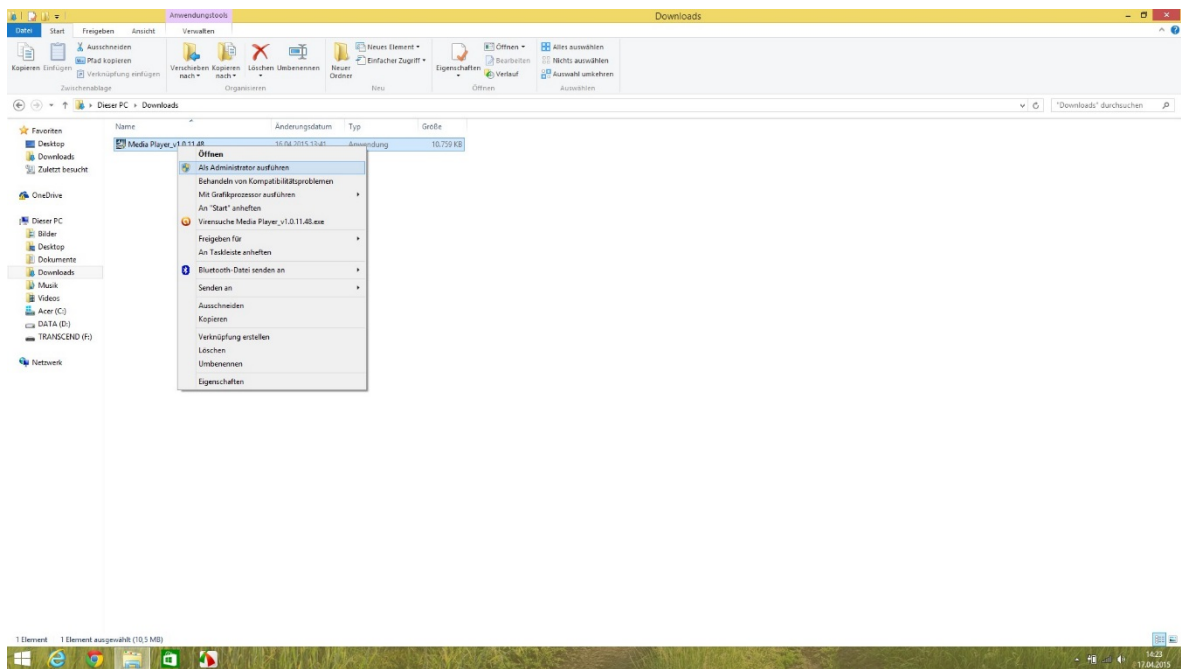 Anwendungstools
Downloads
Datei Start Freigeben Ansicht Verwalten
Kopieren Einfügen
Ausschneiden
Pfad kopieren
Verknüpfung einfügen
Zwischenablage
Verschieben nach
Kopieren nach
Löschen Umbenennen
Organisieren
Neuer Ordner
Neues Element
Einfacher Zugriff
Neu
Eigenschaften
Öffnen
Bearbeiten
Verlauf
Öffnen
Alles auswählen
Nichts auswählen
Auswahl umkehren
Auswählen
Dieser PC Downloads
"Downloads" durchsuchen
Favoriten
Desktop
Downloads
Zuletzt besucht
OneDrive
Dieser PC
Bilder
Desktop
Dokumente
Downloads
Musik
Videos
Acer (C:)
DATA (D:)
TRANSCEND (F:)
Netzwerk
Name Änderungsdatum Typ Größe
Media Player_v1.0.11.48 16.04.2015 13:41 Anwendung 10.759 KB
Öffnen
Als Administrator ausführen
Behandeln von Kompatibilitätsproblemen
Mit Grafikprozessor ausführen
An "Start" anheften
Virensuche Media Player_v1.0.11.48.exe
Freigeben für
An Taskleiste anheften
Bluetooth-Datei senden an
Senden an
Ausschneiden
Kopieren
Verknüpfung erstellen
Löschen
Umbenennen
Eigenschaften
1 Element 1 Element ausgewählt (10,5 MB)
14:23
17.04.2015